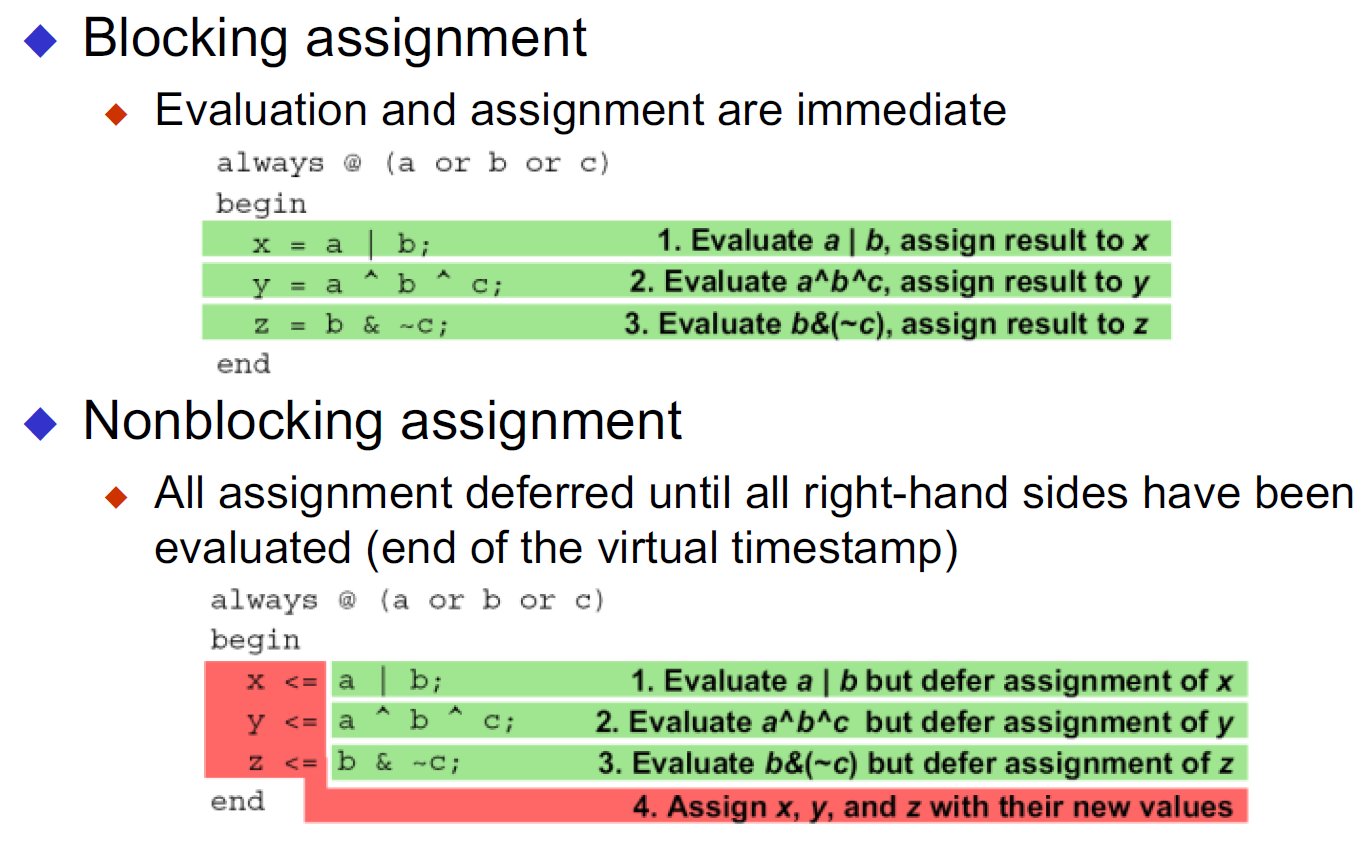 Blocking assignment
Evaluation and assignment are immediate
always @ (a or b or c)
begin
x = a | b; 1. Evaluate a | b, assign result to x
y = a ^ b ^ c; 2. Evaluate a^b^c, assign result to y
z = b & ~c; 3. Evaluate b&(~c), assign result to z
end
Nonblocking assignment
All assignment deferred until all right-hand sides have been
evaluated (end of the virtual timestamp)
always @ (a or b or c)
begin
x <= a | b; 1. Evaluate a | b but defer assignment of x
y <= a ^ b ^ c; 2. Evaluate a^b^c but defer assignment of y
z <= b & ~c; 3. Evaluate b&(~c) but defer assignment of z
end 4. Assign x, y, and z with their new values